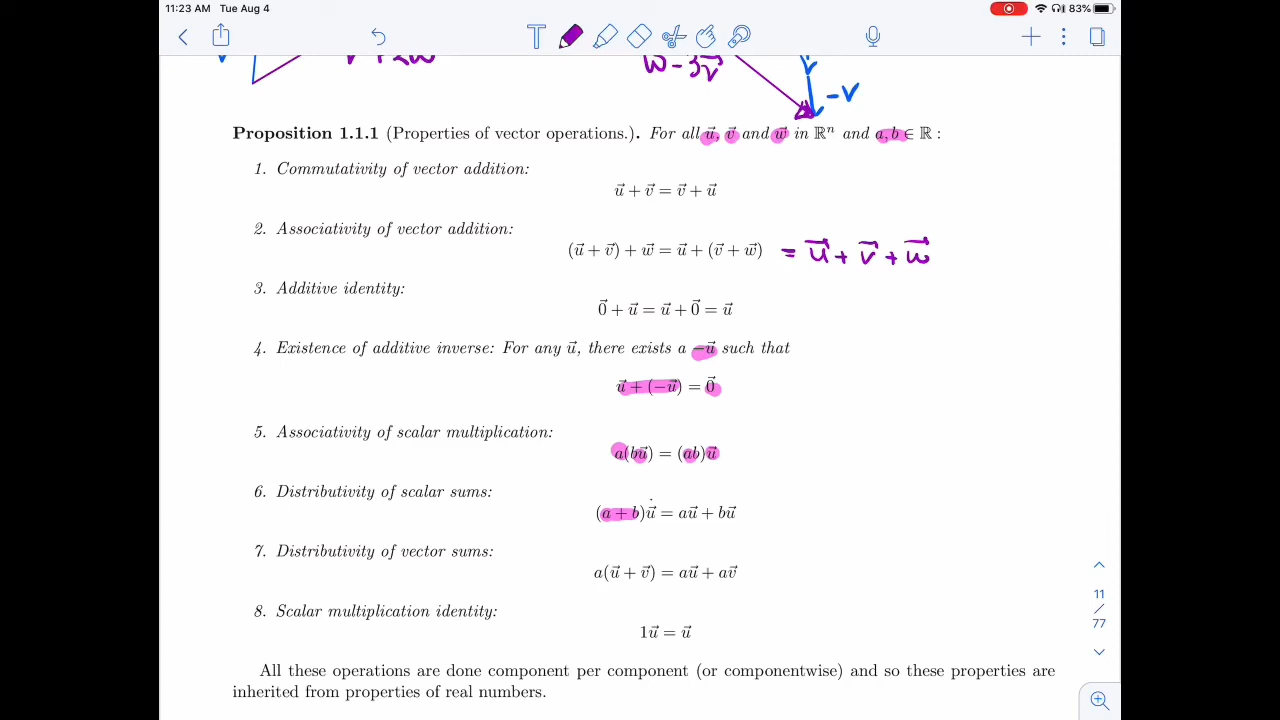 11:23 AM Tue Aug 4
83%
v + 2w
w - 3v⃗
v
-v
Proposition 1.1.1 (Properties of vector operations.). For all u⃗, v⃗ and w⃗ in ℝⁿ and a, b ∈ ℝ :
1. Commutativity of vector addition:
u⃗ + v⃗ = v⃗ + u⃗
2. Associativity of vector addition:
(u⃗ + v⃗) + w⃗ = u⃗ + (v⃗ + w⃗) = u⃗ + v⃗ + w⃗
3. Additive identity:
0⃗ + u⃗ = u⃗ + 0⃗ = u⃗
4. Existence of additive inverse: For any u⃗, there exists a −u⃗ such that
u⃗ + (−u⃗) = 0⃗
5. Associativity of scalar multiplication:
a(bu⃗) = (ab)u⃗
6. Distributivity of scalar sums:
(a + b)u⃗ = au⃗ + bu⃗
7. Distributivity of vector sums:
a(u⃗ + v⃗) = au⃗ + av⃗
8. Scalar multiplication identity:
1u⃗ = u⃗
All these operations are done component per component (or componentwise) and so these properties are
inherited from properties of real numbers.
11
/
77